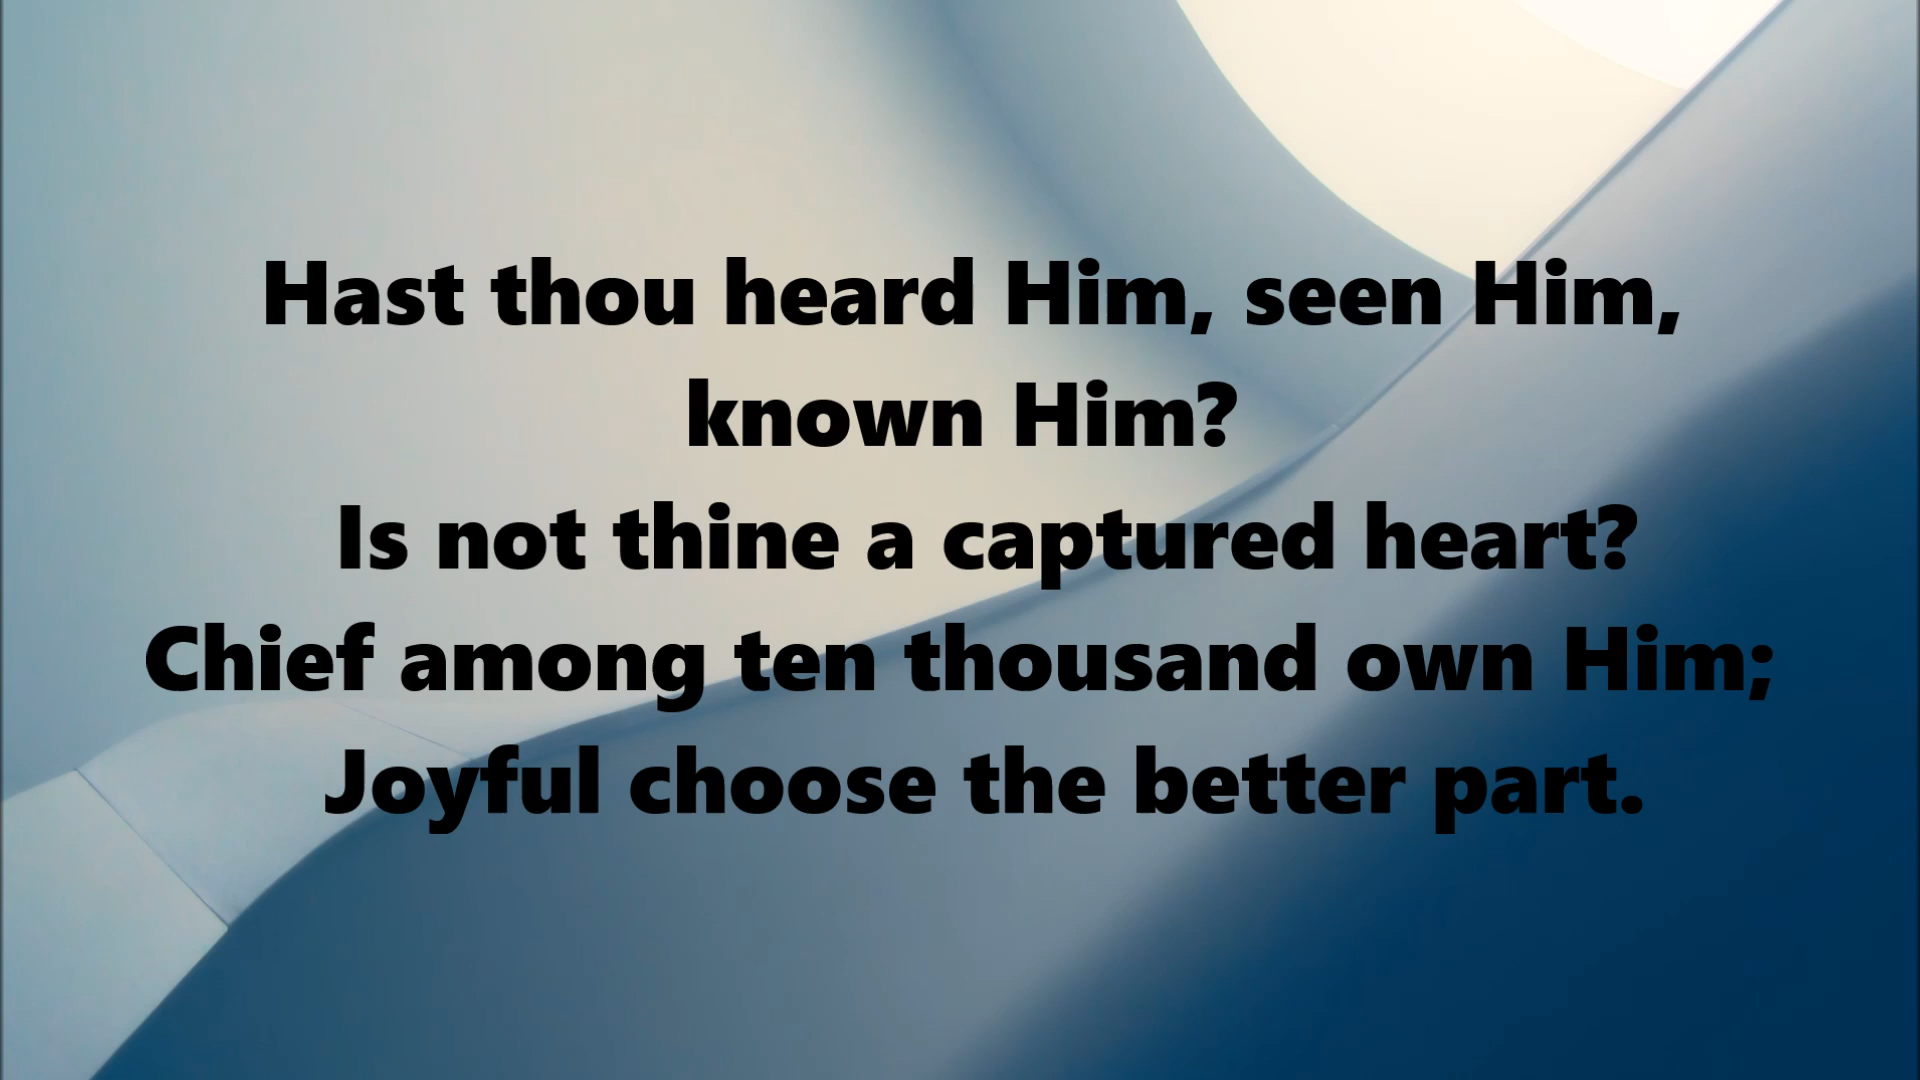 Hast thou heard Him, seen Him,
known Him?
Is not thine a captured heart?
Chief among ten thousand own Him;
Joyful choose the better part.